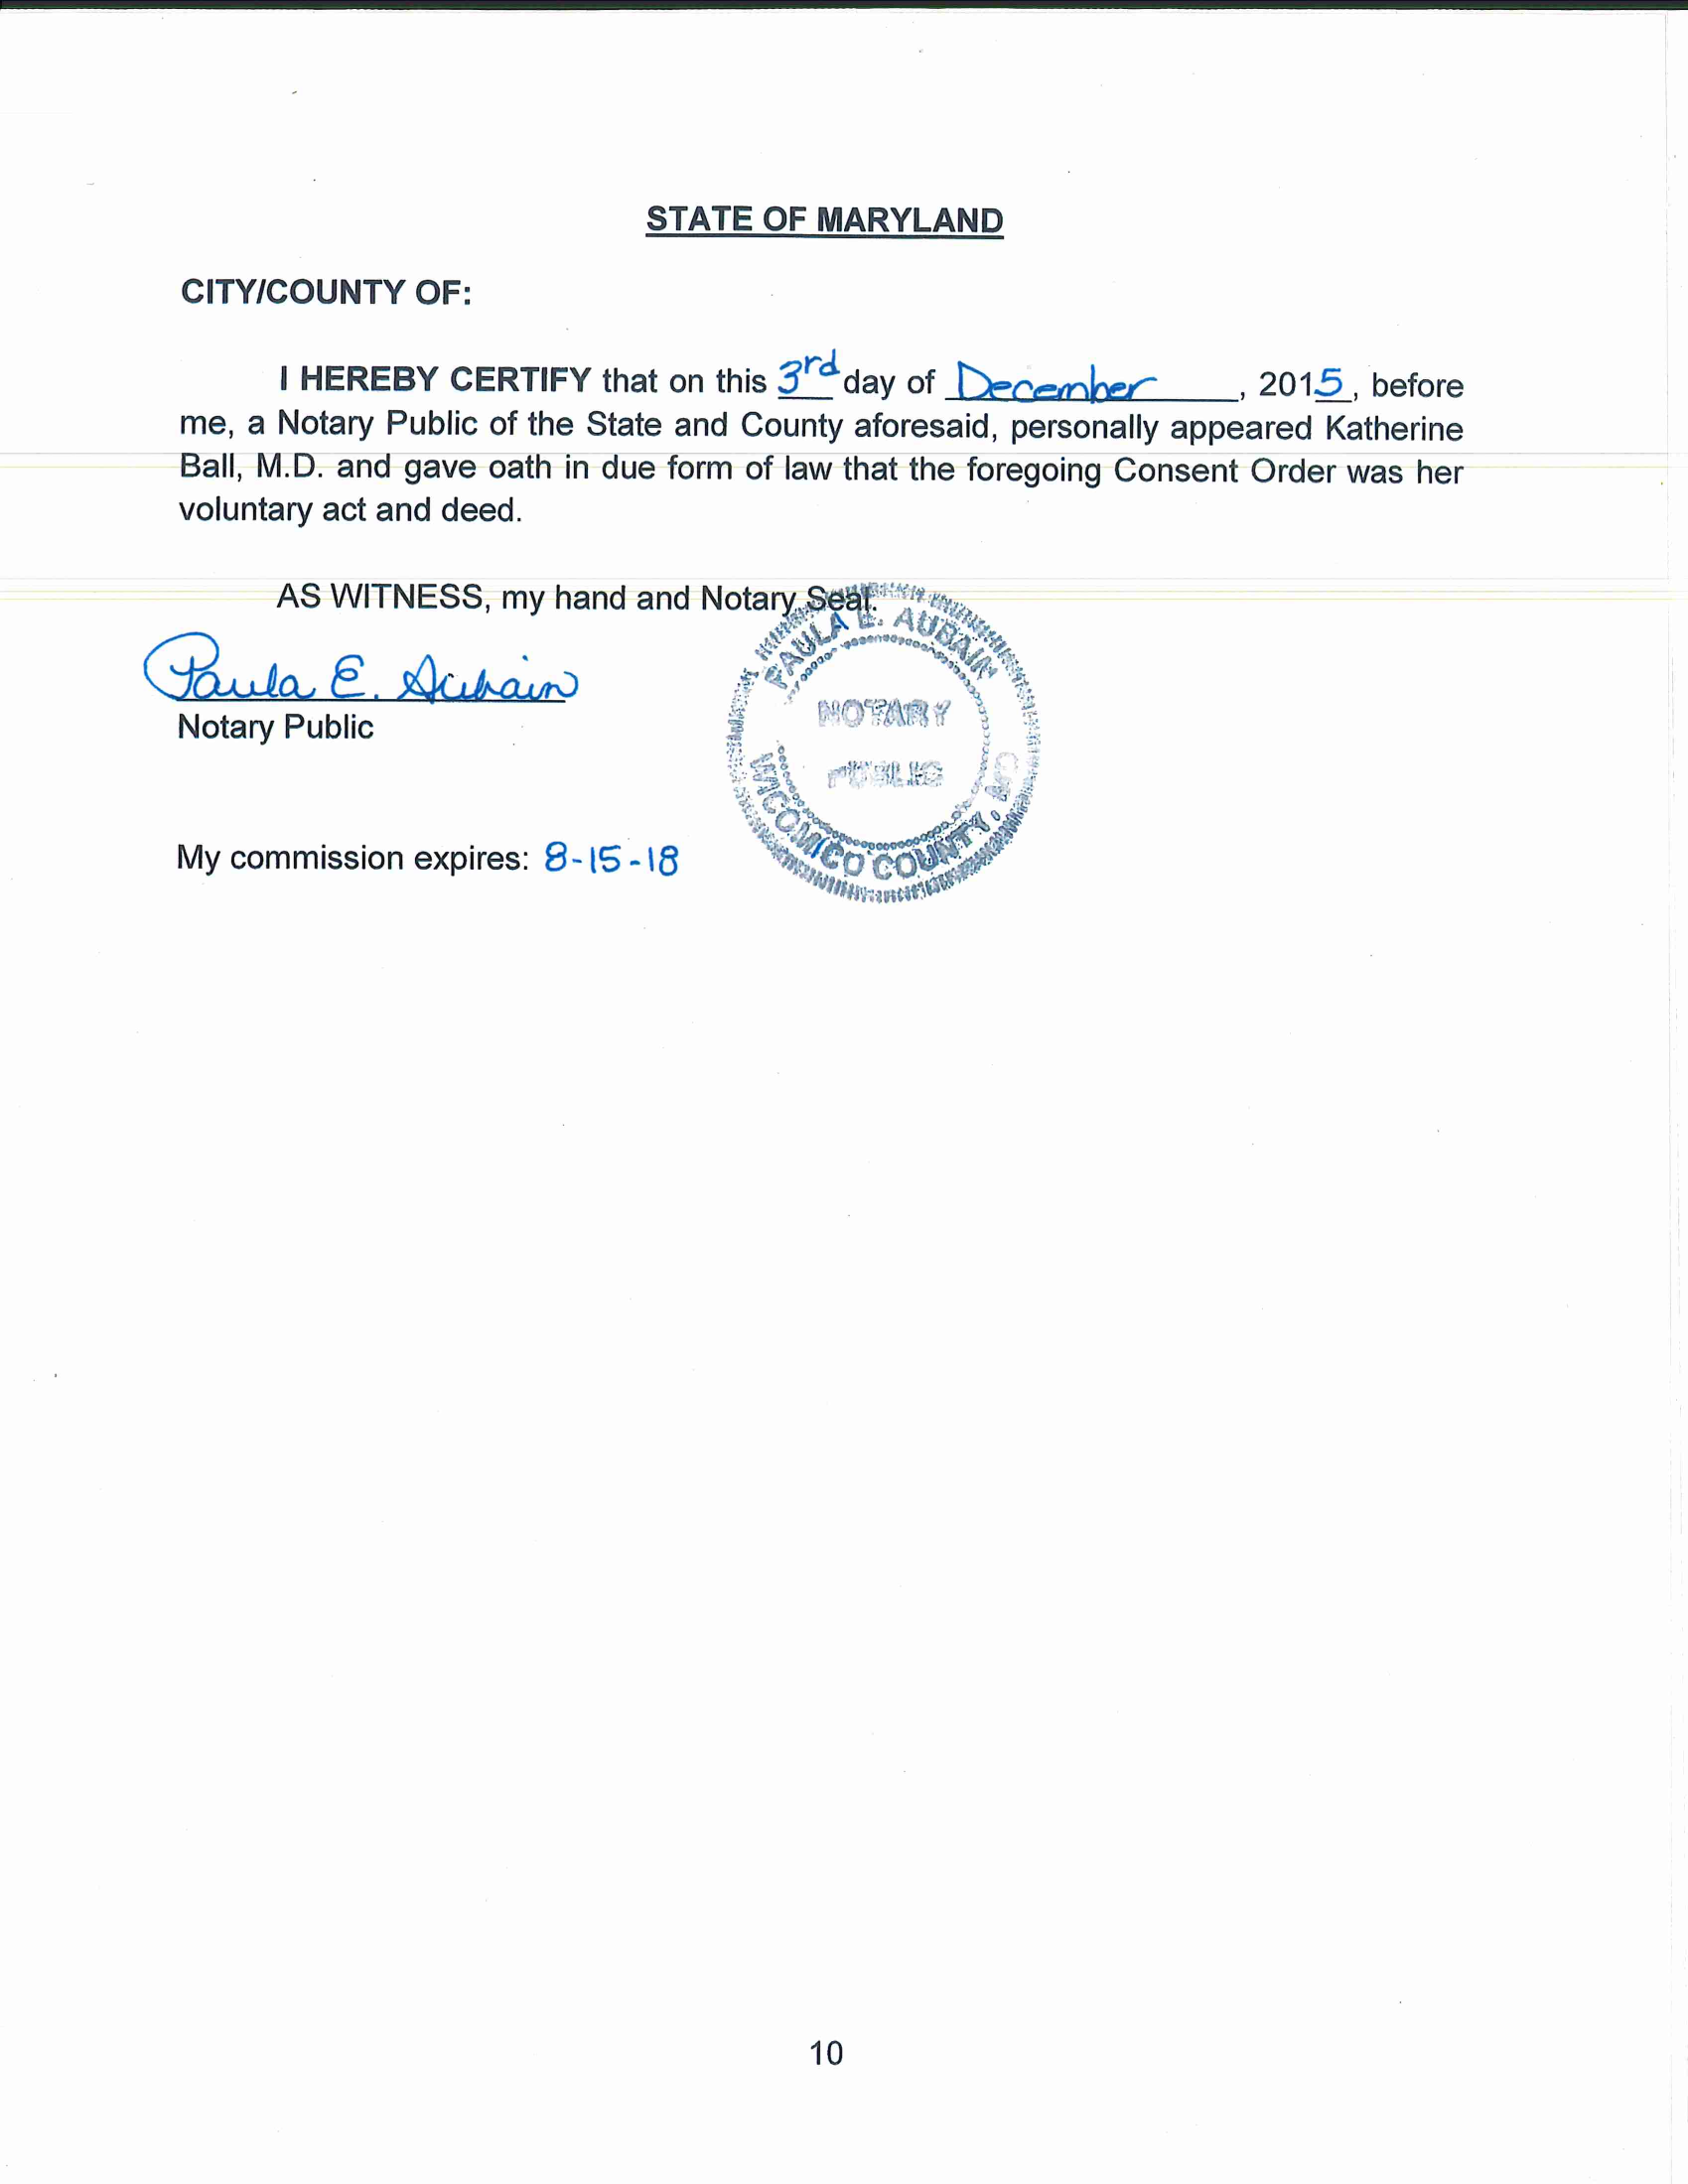 STATE OF MARYLAND
CITY/COUNTY OF:
I HEREBY CERTIFY that on this 3rd day of December, 2015, before
me, a Notary Public of the State and County aforesaid, personally appeared Katherine
Ball, M.D. and gave oath in due form of law that the foregoing Consent Order was her
voluntary act and deed.
AS WITNESS, my hand and Notary Seal.
Paula E. Aubain
Notary Public
PAULA E. AUBAIN
NOTARY
PUBLIC
WICOMICO COUNTY, MD
My commission expires: 8-15-18
10